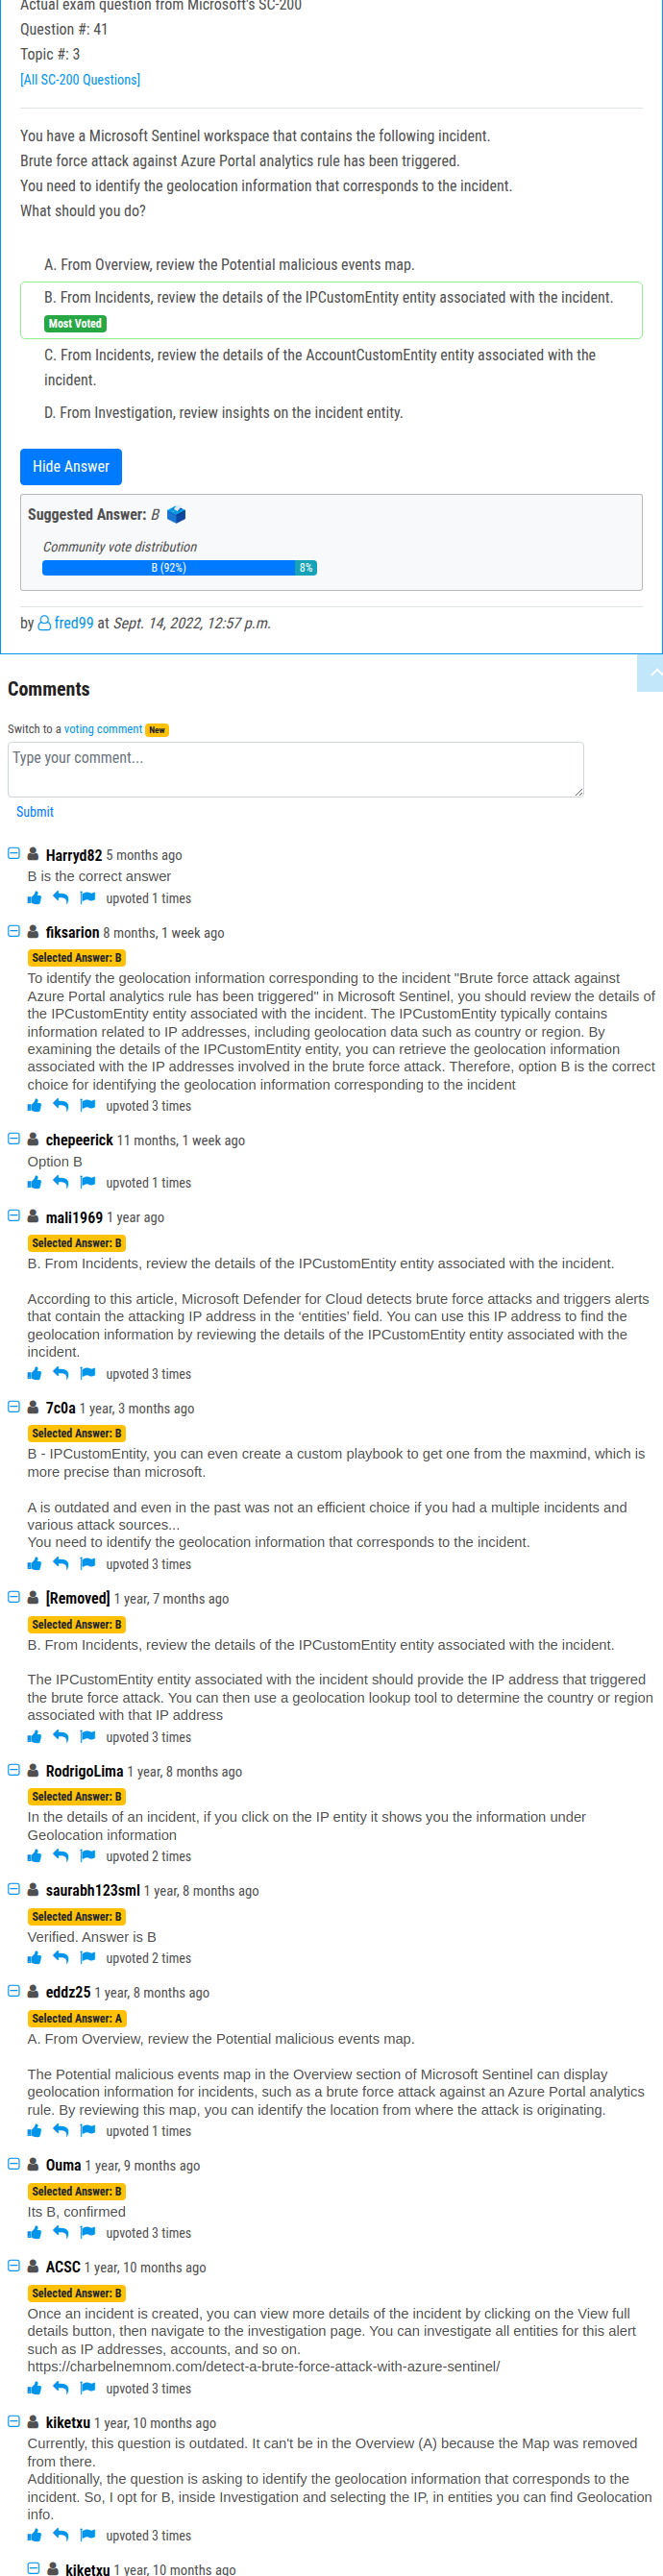 Actual exam question from Microsoft's SC-200
Question #: 41
Topic #: 3
[All SC-200 Questions]
You have a Microsoft Sentinel workspace that contains the following incident.
Brute force attack against Azure Portal analytics rule has been triggered.
You need to identify the geolocation information that corresponds to the incident.
What should you do?
A. From Overview, review the Potential malicious events map.
B. From Incidents, review the details of the IPCustomEntity entity associated with the incident.
Most Voted
C. From Incidents, review the details of the AccountCustomEntity entity associated with the
incident.
D. From Investigation, review insights on the incident entity.
Hide Answer
Suggested Answer: B
Community vote distribution
B (92%) 8%
by fred99 at Sept. 14, 2022, 12:57 p.m.
Comments
Switch to a voting comment New
Type your comment...
Submit
Harryd82 5 months ago
B is the correct answer
upvoted 1 times
fiksarion 8 months, 1 week ago
Selected Answer: B
To identify the geolocation information corresponding to the incident "Brute force attack against
Azure Portal analytics rule has been triggered" in Microsoft Sentinel, you should review the details of
the IPCustomEntity entity associated with the incident. The IPCustomEntity typically contains
information related to IP addresses, including geolocation data such as country or region. By
examining the details of the IPCustomEntity entity, you can retrieve the geolocation information
associated with the IP addresses involved in the brute force attack. Therefore, option B is the correct
choice for identifying the geolocation information corresponding to the incident
upvoted 3 times
chepeerick 11 months, 1 week ago
Option B
upvoted 1 times
mali1969 1 year ago
Selected Answer: B
B. From Incidents, review the details of the IPCustomEntity entity associated with the incident.
According to this article, Microsoft Defender for Cloud detects brute force attacks and triggers alerts
that contain the attacking IP address in the ‘entities’ field. You can use this IP address to find the
geolocation information by reviewing the details of the IPCustomEntity entity associated with the
incident.
upvoted 3 times
7c0a 1 year, 3 months ago
Selected Answer: B
B - IPCustomEntity, you can even create a custom playbook to get one from the maxmind, which is
more precise than microsoft.
A is outdated and even in the past was not an efficient choice if you had a multiple incidents and
various attack sources...
You need to identify the geolocation information that corresponds to the incident.
upvoted 3 times
[Removed] 1 year, 7 months ago
Selected Answer: B
B. From Incidents, review the details of the IPCustomEntity entity associated with the incident.
The IPCustomEntity entity associated with the incident should provide the IP address that triggered
the brute force attack. You can then use a geolocation lookup tool to determine the country or region
associated with that IP address
upvoted 3 times
RodrigoLima 1 year, 8 months ago
Selected Answer: B
In the details of an incident, if you click on the IP entity it shows you the information under
Geolocation information
upvoted 2 times
saurabh123sml 1 year, 8 months ago
Selected Answer: B
Verified. Answer is B
upvoted 2 times
eddz25 1 year, 8 months ago
Selected Answer: A
A. From Overview, review the Potential malicious events map.
The Potential malicious events map in the Overview section of Microsoft Sentinel can display
geolocation information for incidents, such as a brute force attack against an Azure Portal analytics
rule. By reviewing this map, you can identify the location from where the attack is originating.
upvoted 1 times
Ouma 1 year, 9 months ago
Selected Answer: B
Its B, confirmed
upvoted 3 times
ACSC 1 year, 10 months ago
Selected Answer: B
Once an incident is created, you can view more details of the incident by clicking on the View full
details button, then navigate to the investigation page. You can investigate all entities for this alert
such as IP addresses, accounts, and so on.
https://charbelnemnom.com/detect-a-brute-force-attack-with-azure-sentinel/
upvoted 3 times
kiketxu 1 year, 10 months ago
Currently, this question is outdated. It can't be in the Overview (A) because the Map was removed
from there.
Additionally, the question is asking to identify the geolocation information that corresponds to the
incident. So, I opt for B, inside Investigation and selecting the IP, in entities you can find Geolocation
info.
upvoted 3 times
kiketxu 1 year, 10 months ago